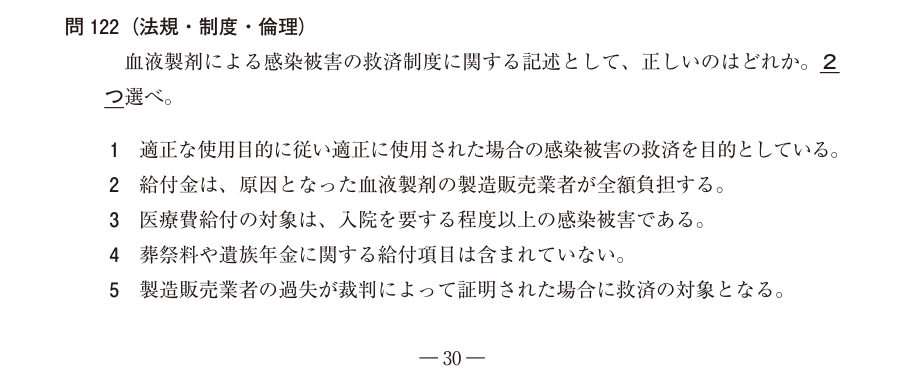 問 122（法規・制度・倫理）
血液製剤による感染被害の救済制度に関する記述として、正しいのはどれか。２
つ選べ。
1 適正な使用目的に従い適正に使用された場合の感染被害の救済を目的としている。
2 給付金は、原因となった血液製剤の製造販売業者が全額負担する。
3 医療費給付の対象は、入院を要する程度以上の感染被害である。
4 葬祭料や遺族年金に関する給付項目は含まれていない。
5 製造販売業者の過失が裁判によって証明された場合に救済の対象となる。
— 30 —